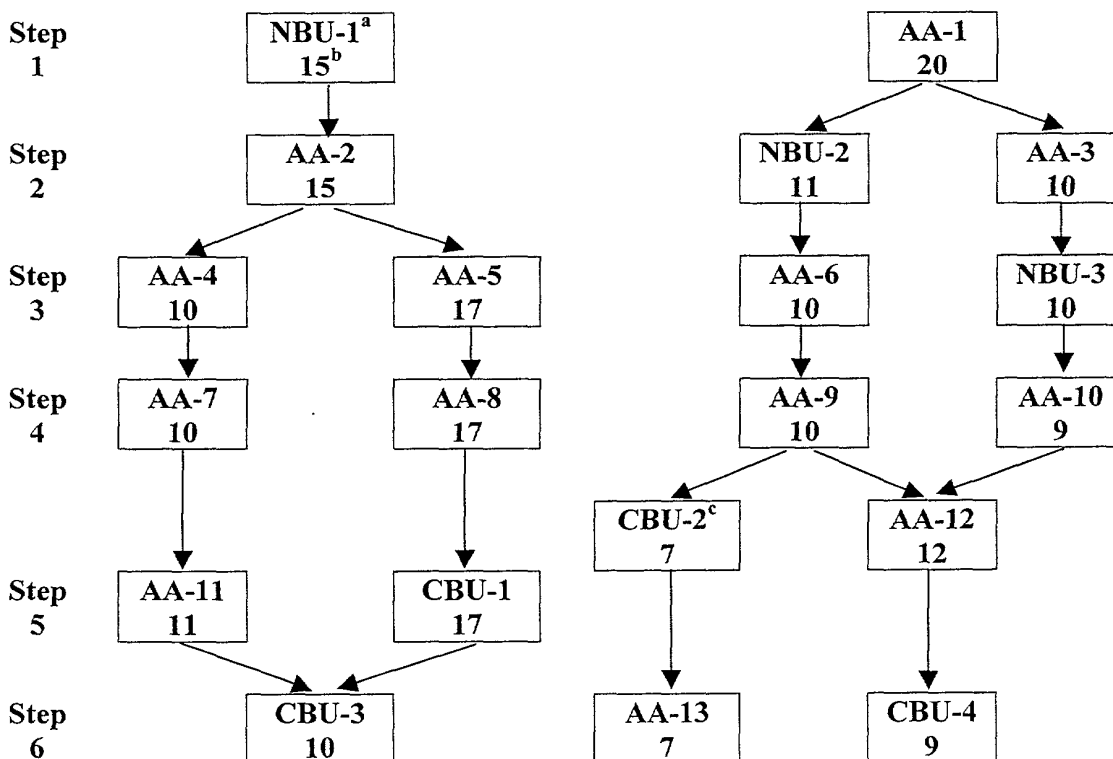 Step
1
NBU-1a
15b
AA-1
20
Step
2
AA-2
15
NBU-2
11
AA-3
10
Step
3
AA-4
10
AA-5
17
AA-6
10
NBU-3
10
Step
4
AA-7
10
AA-8
17
AA-9
10
AA-10
9
CBU-2c
7
AA-12
12
Step
5
AA-11
11
CBU-1
17
Step
6
CBU-3
10
AA-13
7
CBU-4
9